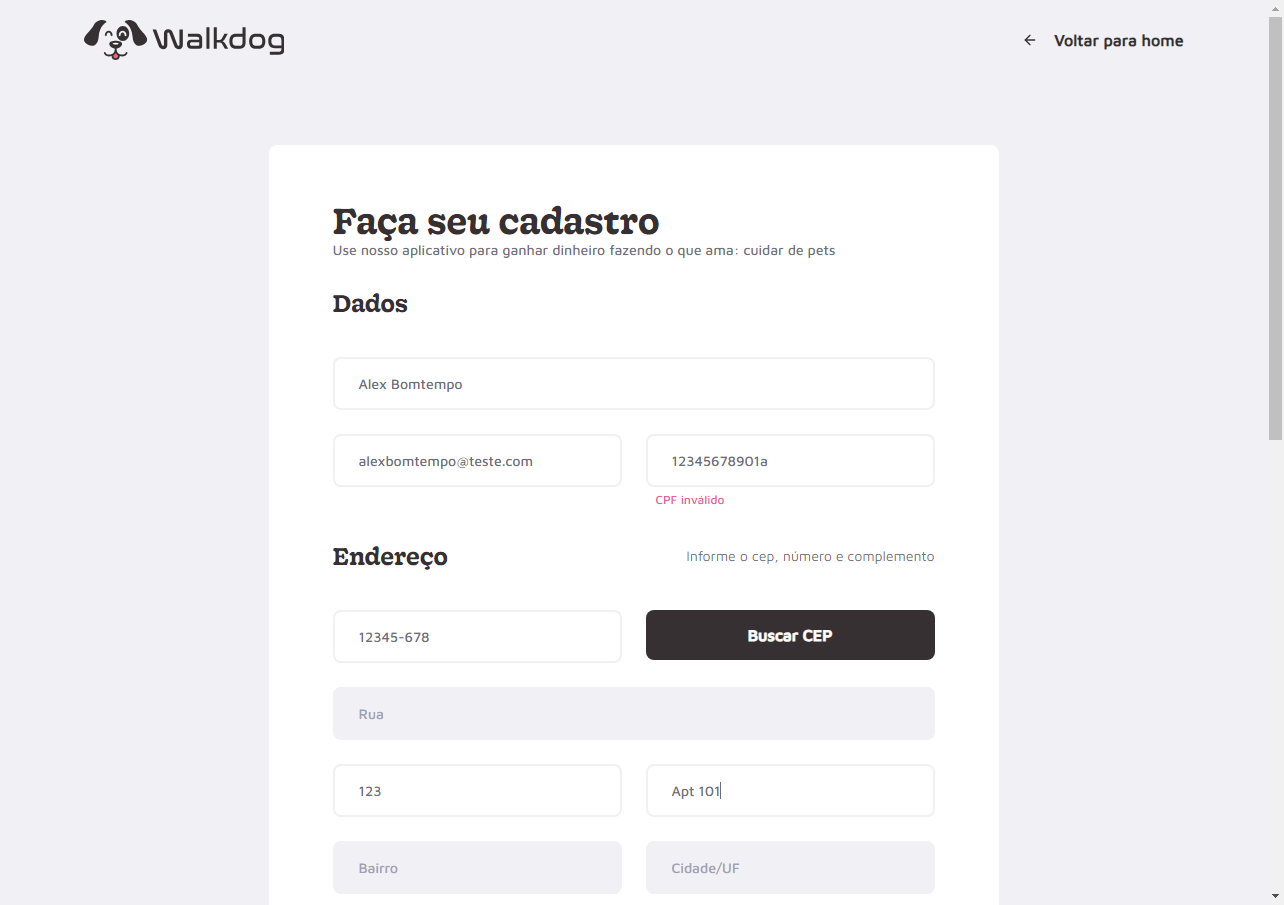 Walkdog
Voltar para home
Faça seu cadastro
Use nosso aplicativo para ganhar dinheiro fazendo o que ama: cuidar de pets
Dados
Alex Bomtempo
alexbomtempo@teste.com
12345678901a
CPF inválido
Endereço
Informe o cep, número e complemento
12345-678
Buscar CEP
Rua
123
Apt 101
Bairro
Cidade/UF